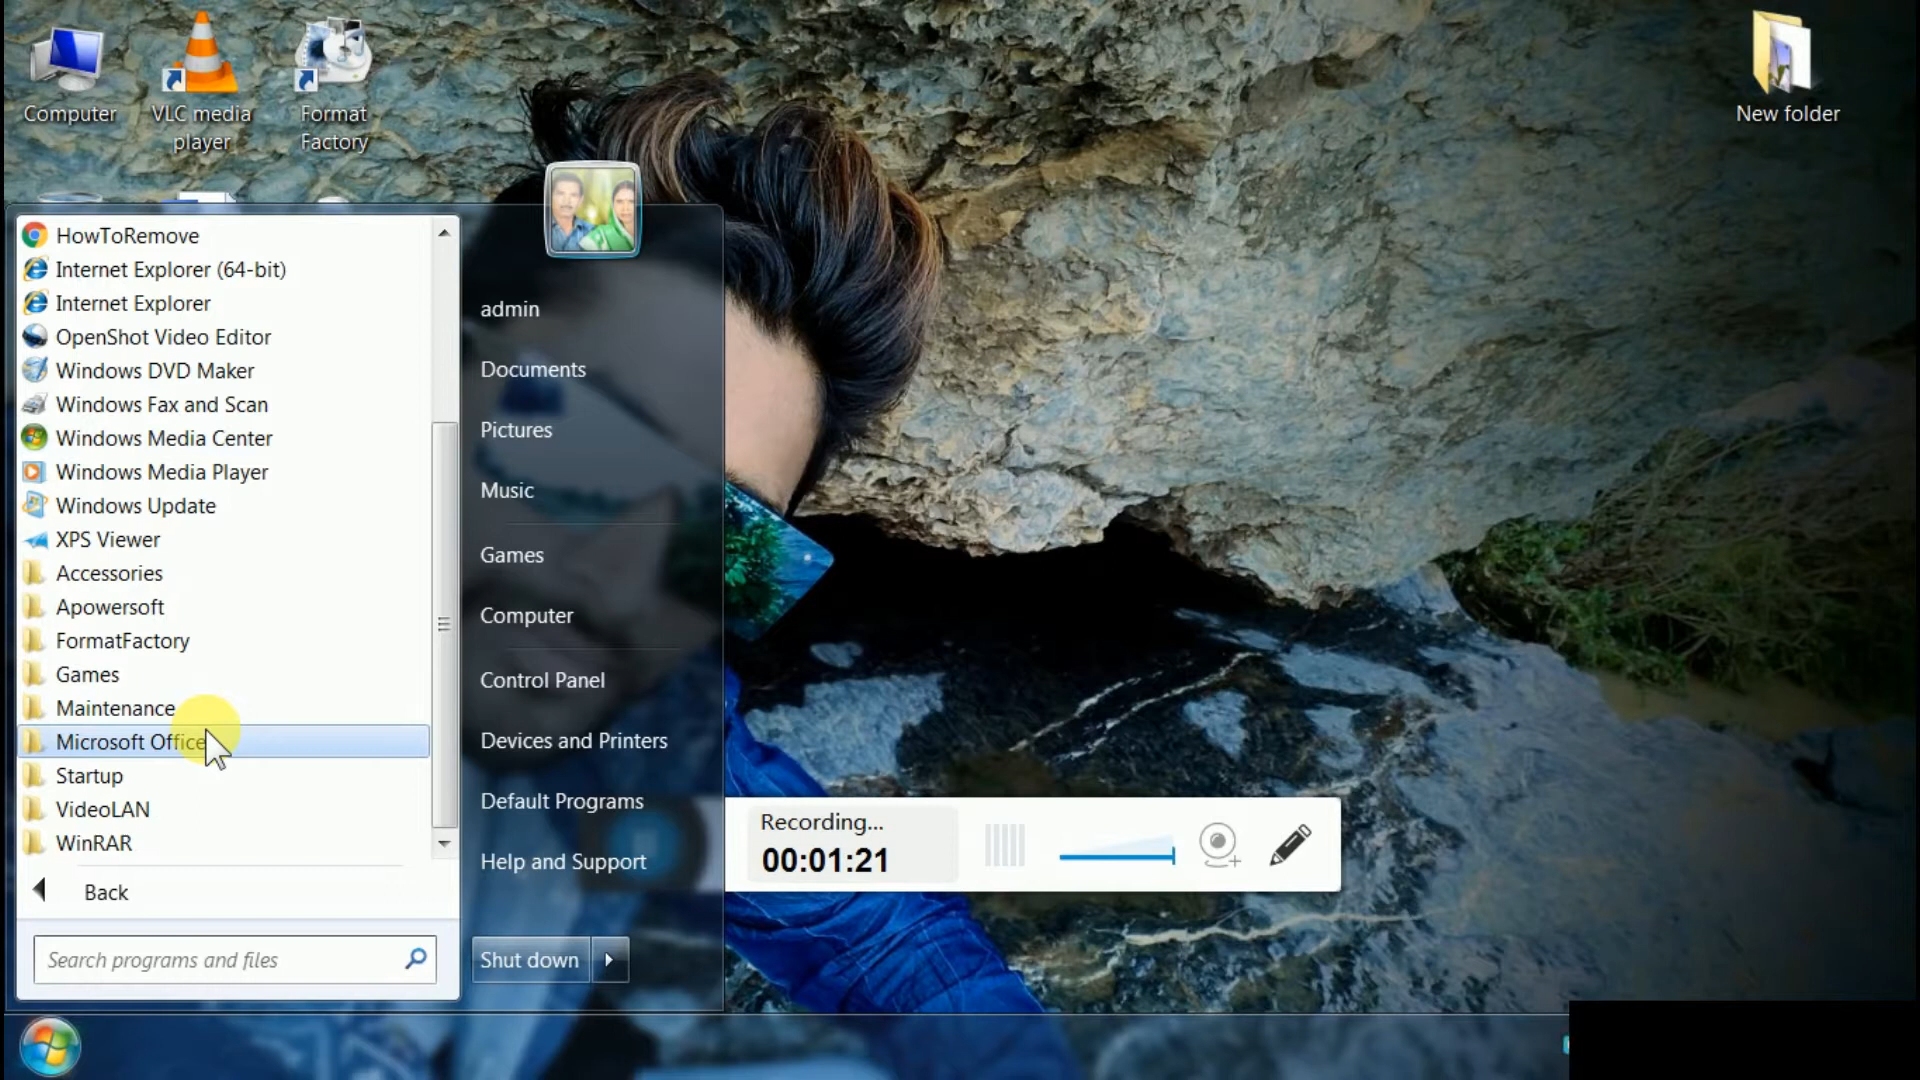 Computer
VLC media
player
Format
Factory
New folder
HowToRemove
Internet Explorer (64-bit)
Internet Explorer
OpenShot Video Editor
Windows DVD Maker
Windows Fax and Scan
Windows Media Center
Windows Media Player
Windows Update
XPS Viewer
Accessories
Apowersoft
FormatFactory
Games
Maintenance
Microsoft Office
Startup
VideoLAN
WinRAR
Back
Search programs and files
admin
Documents
Pictures
Music
Games
Computer
Control Panel
Devices and Printers
Default Programs
Help and Support
Shut down
Recording...
00:01:21